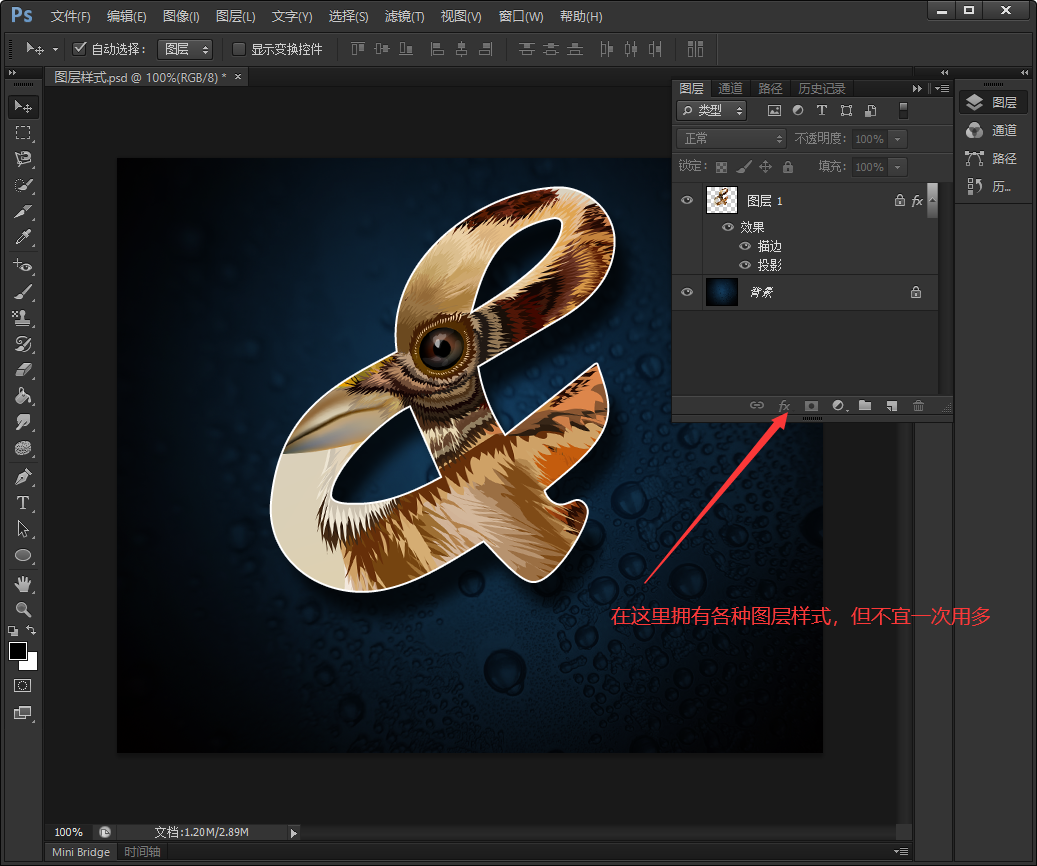 Ps 文件(F) 编辑(E) 图像(I) 图层(L) 文字(Y) 选择(S) 滤镜(T) 视图(V) 窗口(W) 帮助(H)
自动选择： 图层 显示变换控件
图层样式.psd @ 100%(RGB/8) * ×
图层 通道 路径 历史记录
类型
正常 不透明度: 100%
锁定: 填充: 100%
图层 1 fx
效果
描边
投影
背景
fx
图层
通道
路径
历...
T
在这里拥有各种图层样式，但不宜一次用多
100% 文档:1.20M/2.89M
Mini Bridge 时间轴